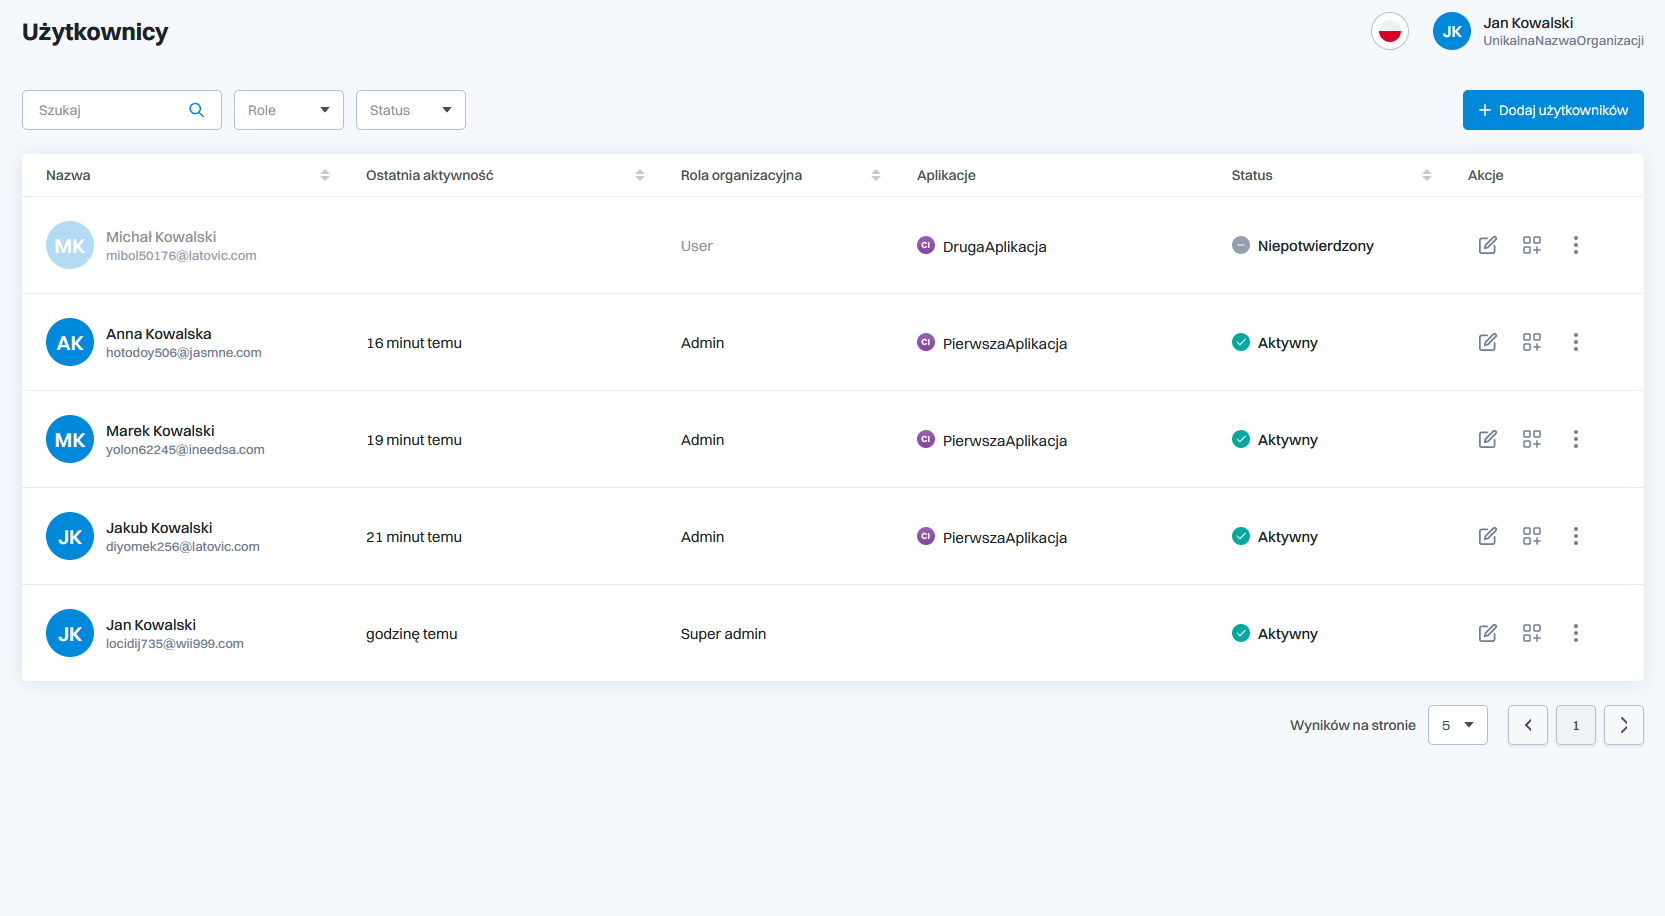 Użytkownicy
JK
Jan Kowalski
UnikalnaNazwaOrganizacji
Szukaj
Role
Status
Dodaj użytkowników
Nazwa
Ostatnia aktywność
Rola organizacyjna
Aplikacje
Status
Akcje
MK
Michał Kowalski
mibol50176@latovic.com
User
CI
DrugaAplikacja
Niepotwierdzony
AK
Anna Kowalska
hotodoy506@jasmne.com
16 minut temu
Admin
CI
PierwszaAplikacja
Aktywny
MK
Marek Kowalski
yolon62245@ineedsa.com
19 minut temu
Admin
CI
PierwszaAplikacja
Aktywny
JK
Jakub Kowalski
diyomek256@latovic.com
21 minut temu
Admin
CI
PierwszaAplikacja
Aktywny
JK
Jan Kowalski
locidij735@wii999.com
godzinę temu
Super admin
Aktywny
Wyników na stronie
5
1